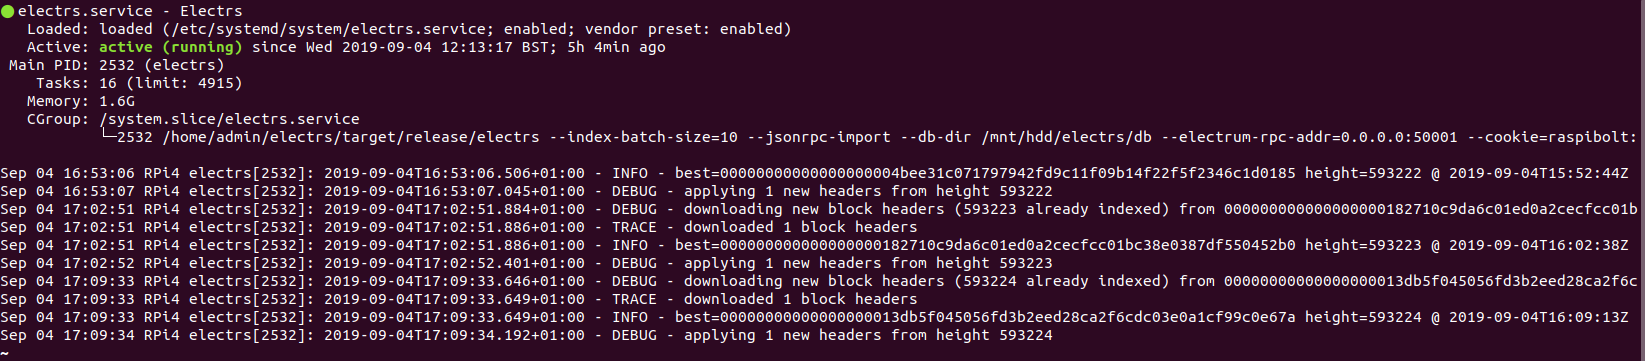 ● electrs.service - Electrs
Loaded: loaded (/etc/systemd/system/electrs.service; enabled; vendor preset: enabled)
Active: active (running) since Wed 2019-09-04 12:13:17 BST; 5h 4min ago
Main PID: 2532 (electrs)
Tasks: 16 (limit: 4915)
Memory: 1.6G
CGroup: /system.slice/electrs.service
└─2532 /home/admin/electrs/target/release/electrs --index-batch-size=10 --jsonrpc-import --db-dir /mnt/hdd/electrs/db --electrum-rpc-addr=0.0.0.0:50001 --cookie=raspibolt:
Sep 04 16:53:06 RPi4 electrs[2532]: 2019-09-04T16:53:06.506+01:00 - INFO - best=00000000000000000004bee31c071797942fd9c11f09b14f22f5f2346c1d0185 height=593222 @ 2019-09-04T15:52:44Z
Sep 04 16:53:07 RPi4 electrs[2532]: 2019-09-04T16:53:07.045+01:00 - DEBUG - applying 1 new headers from height 593222
Sep 04 17:02:51 RPi4 electrs[2532]: 2019-09-04T17:02:51.884+01:00 - DEBUG - downloading new block headers (593223 already indexed) from 0000000000000000000182710c9da6c01ed0a2cecfcc01b
Sep 04 17:02:51 RPi4 electrs[2532]: 2019-09-04T17:02:51.886+01:00 - TRACE - downloaded 1 block headers
Sep 04 17:02:51 RPi4 electrs[2532]: 2019-09-04T17:02:51.886+01:00 - INFO - best=0000000000000000000182710c9da6c01ed0a2cecfcc01bc38e0387df550452b0 height=593223 @ 2019-09-04T16:02:38Z
Sep 04 17:02:52 RPi4 electrs[2532]: 2019-09-04T17:02:52.401+01:00 - DEBUG - applying 1 new headers from height 593223
Sep 04 17:09:33 RPi4 electrs[2532]: 2019-09-04T17:09:33.646+01:00 - DEBUG - downloading new block headers (593224 already indexed) from 00000000000000000013db5f045056fd3b2eed28ca2f6c
Sep 04 17:09:33 RPi4 electrs[2532]: 2019-09-04T17:09:33.649+01:00 - TRACE - downloaded 1 block headers
Sep 04 17:09:33 RPi4 electrs[2532]: 2019-09-04T17:09:33.649+01:00 - INFO - best=00000000000000000013db5f045056fd3b2eed28ca2f6cdc03e0a1cf99c0e67a height=593224 @ 2019-09-04T16:09:13Z
Sep 04 17:09:34 RPi4 electrs[2532]: 2019-09-04T17:09:34.192+01:00 - DEBUG - applying 1 new headers from height 593224
~